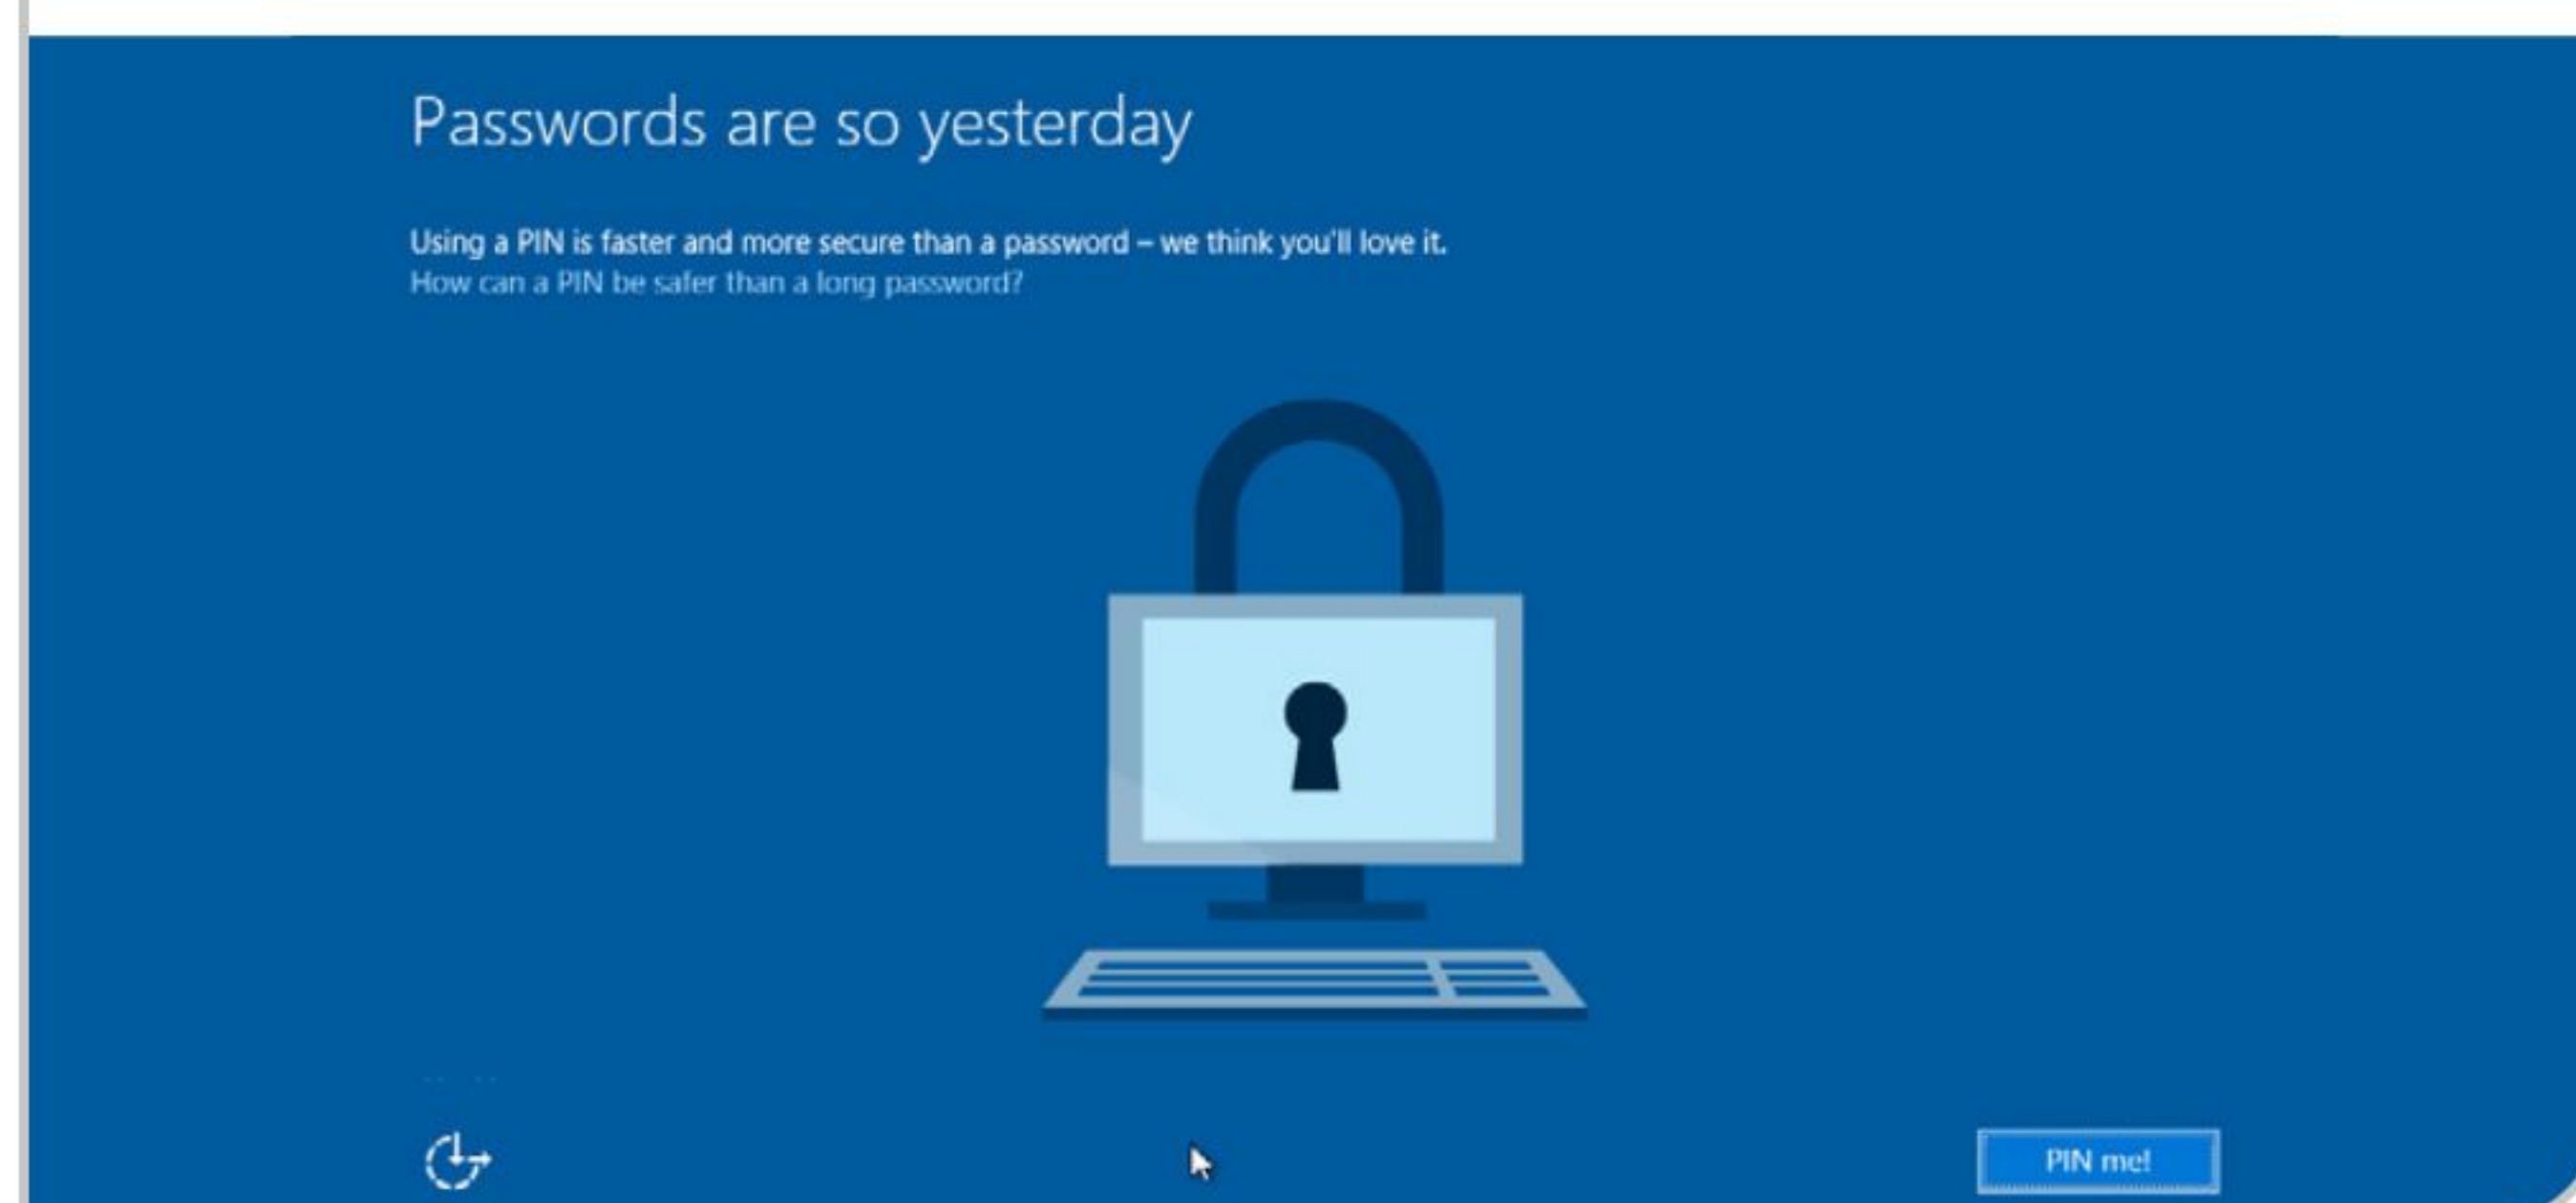 Passwords are so yesterday
Using a PIN is faster and more secure than a password – we think you'll love it.
How can a PIN be safer than a long password?
PIN me!